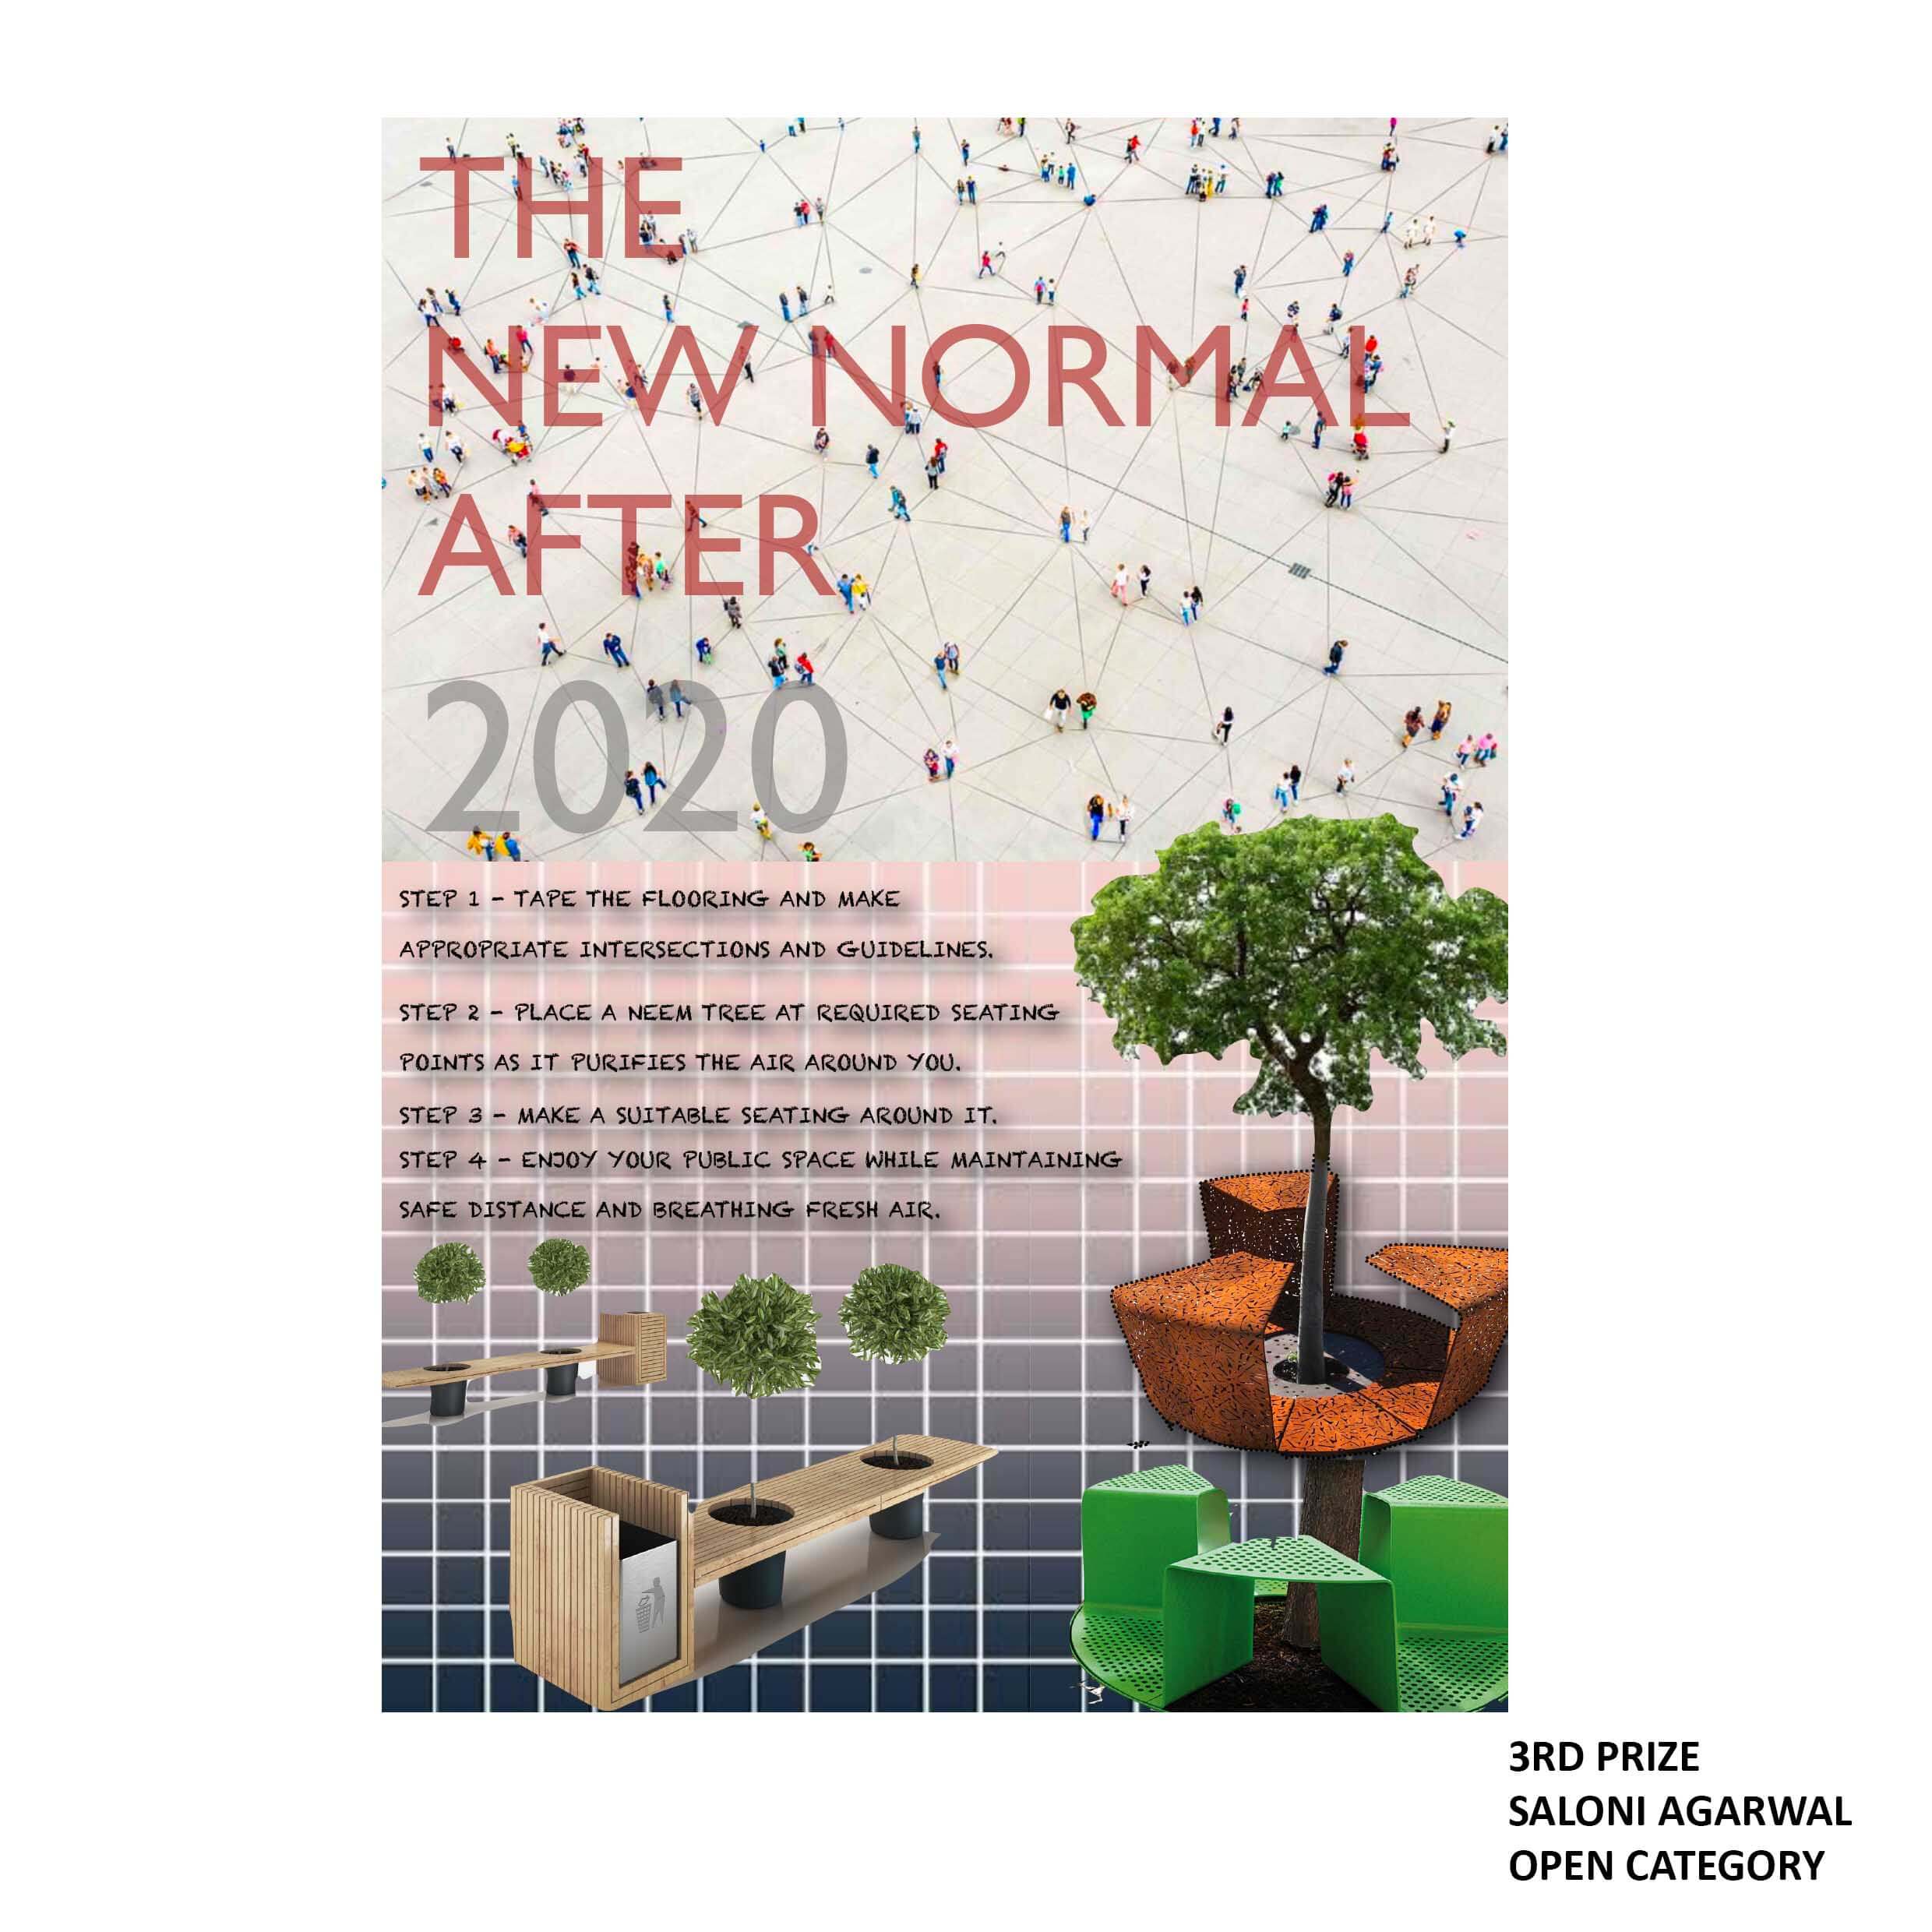 THE
NEW NORMAL
AFTER
2020
STEP 1 - TAPE THE FLOORING AND MAKE
APPROPRIATE INTERSECTIONS AND GUIDELINES.
STEP 2 - PLACE A NEEM TREE AT REQUIRED SEATING
POINTS AS IT PURIFIES THE AIR AROUND YOU.
STEP 3 - MAKE A SUITABLE SEATING AROUND IT.
STEP 4 - ENJOY YOUR PUBLIC SPACE WHILE MAINTAINING
SAFE DISTANCE AND BREATHING FRESH AIR.
3RD PRIZE
SALONI AGARWAL
OPEN CATEGORY